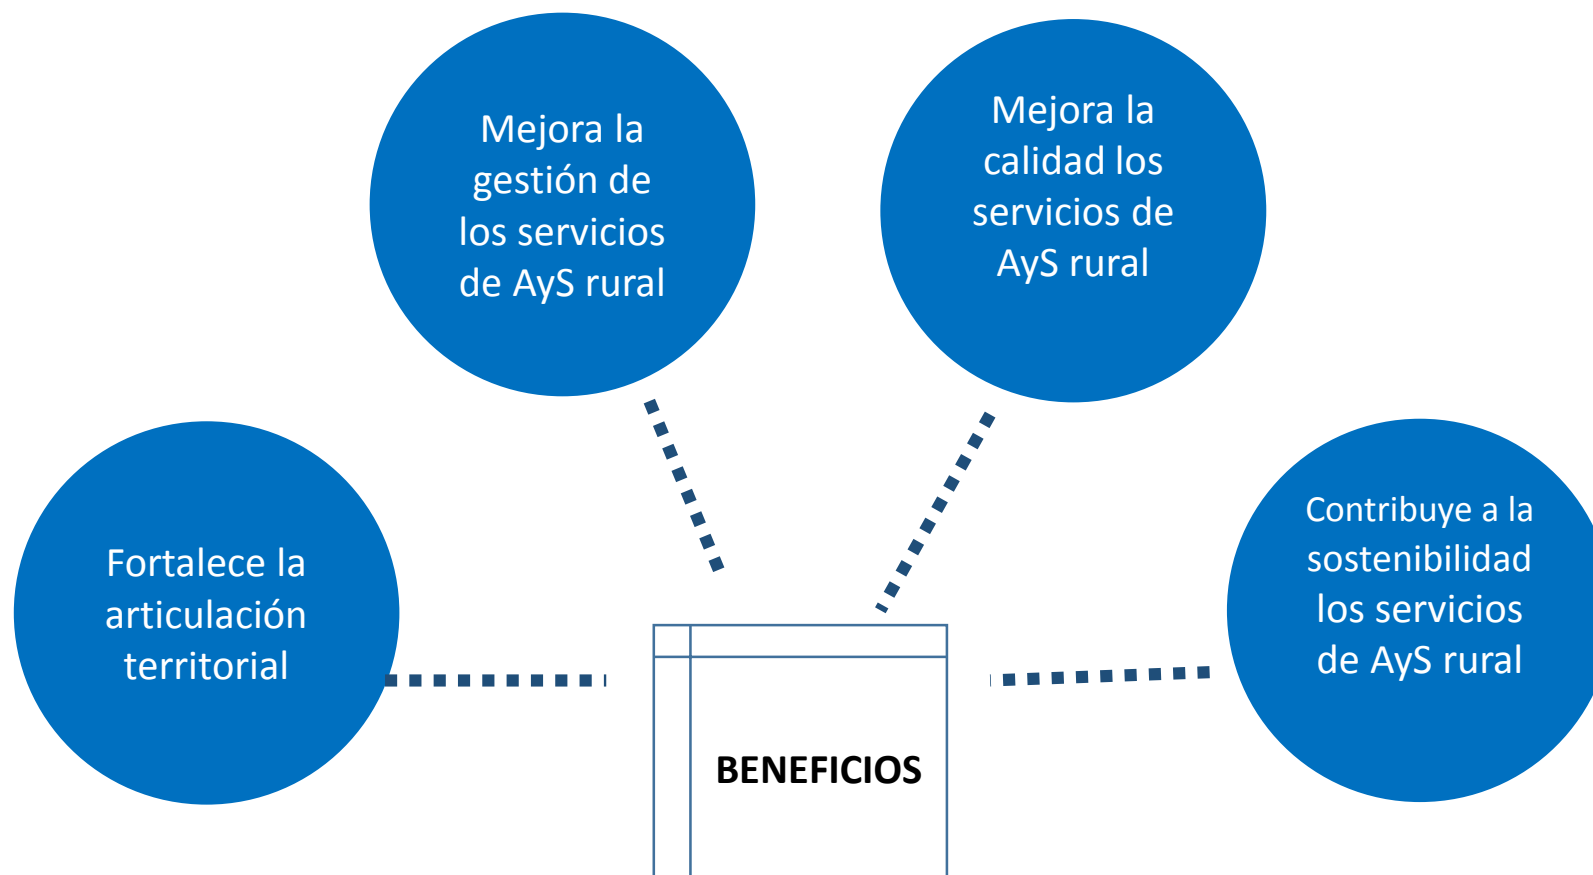 Mejora la
gestión de
los servicios
de AyS rural
Mejora la
calidad los
servicios de
AyS rural
Fortalece la
articulación
territorial
Contribuye a la
sostenibilidad
los servicios
de AyS rural
BENEFICIOS